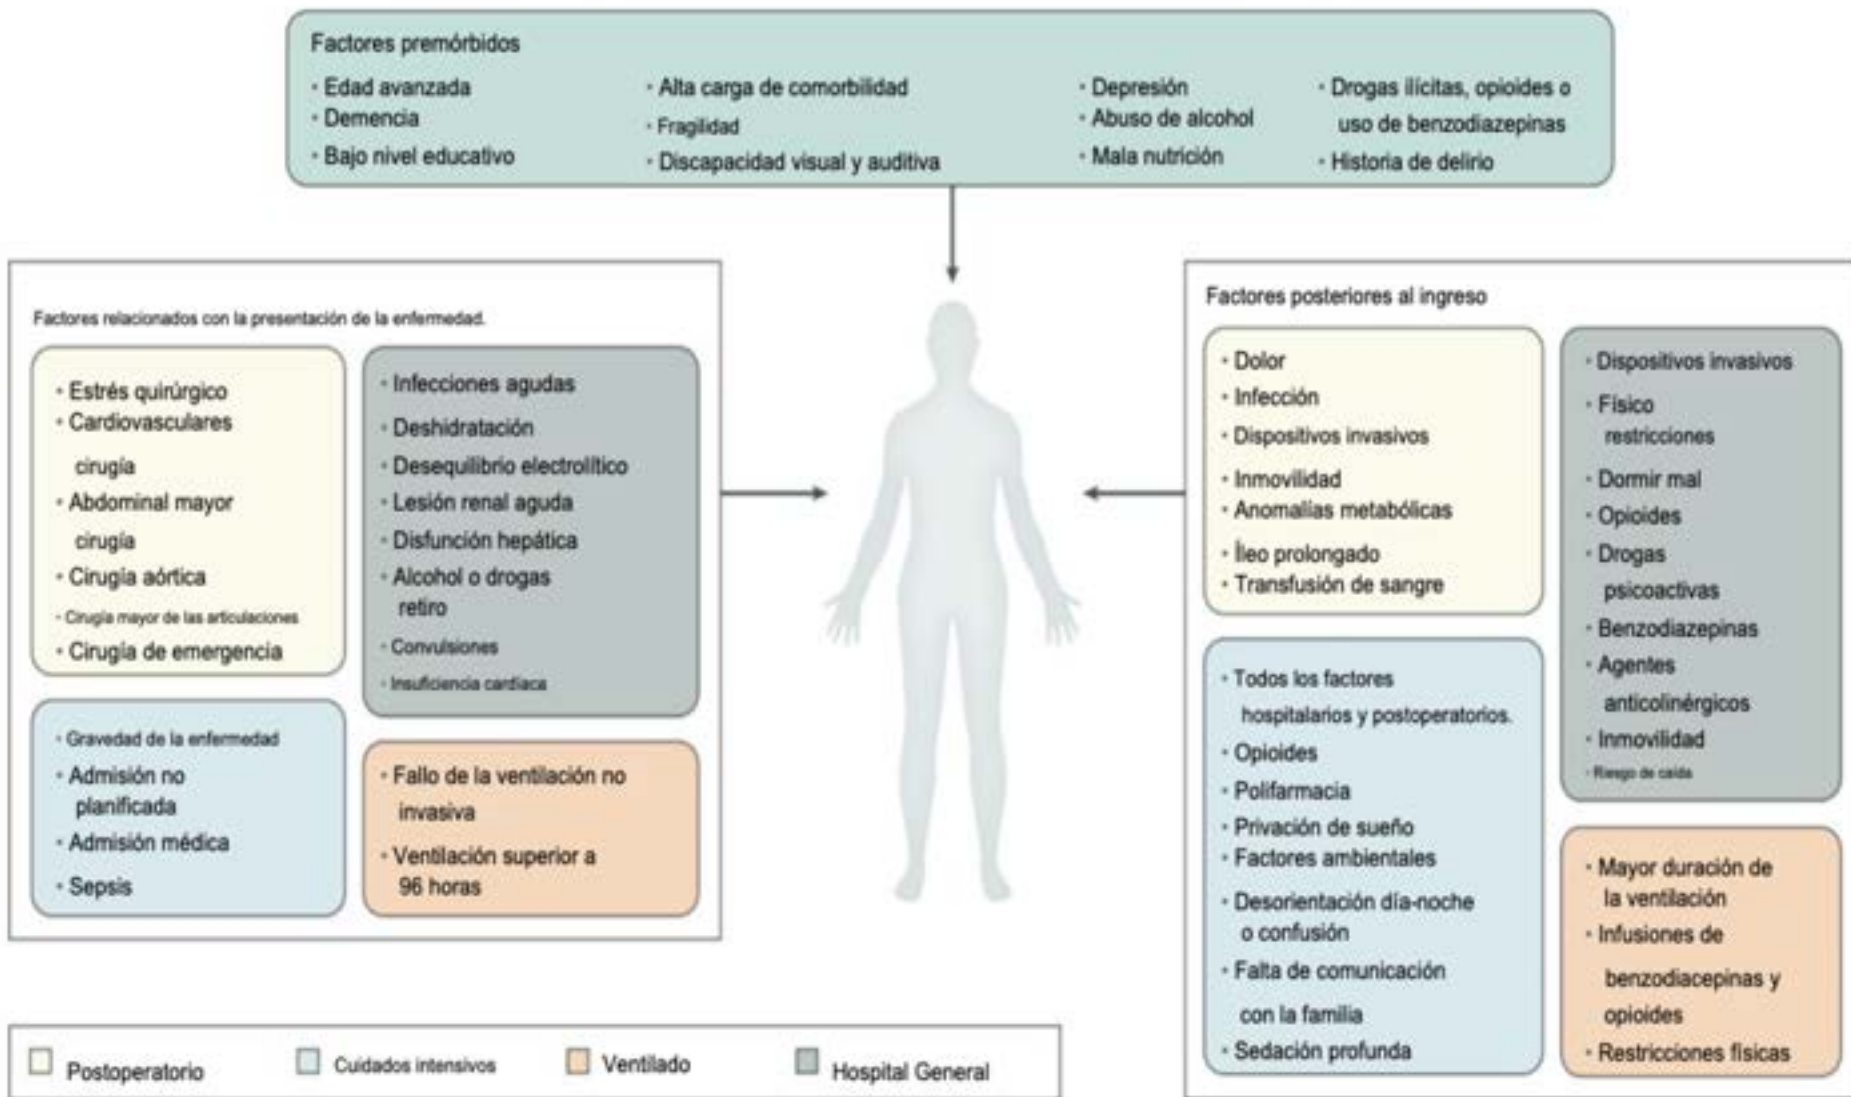 Factores premórbidos
• Edad avanzada
• Demencia
• Bajo nivel educativo
• Alta carga de comorbilidad
• Fragilidad
• Discapacidad visual y auditiva
• Depresión
• Abuso de alcohol
• Mala nutrición
• Drogas ilícitas, opioides o
uso de benzodiazepinas
• Historia de delirio
Factores relacionados con la presentación de la enfermedad.
• Estrés quirúrgico
• Cardiovasculares
cirugía
• Abdominal mayor
cirugía
• Cirugía aórtica
• Cirugía mayor de las articulaciones
• Cirugía de emergencia
• Infecciones agudas
• Deshidratación
• Desequilibrio electrolítico
• Lesión renal aguda
• Disfunción hepática
• Alcohol o drogas
retiro
• Convulsiones
• Insuficiencia cardíaca
• Gravedad de la enfermedad
• Admisión no
planificada
• Admisión médica
• Sepsis
• Fallo de la ventilación no
invasiva
• Ventilación superior a
96 horas
Factores posteriores al ingreso
• Dolor
• Infección
• Dispositivos invasivos
• Inmovilidad
• Anomalías metabólicas
• Íleo prolongado
• Transfusión de sangre
• Dispositivos invasivos
• Físico
restricciones
• Dormir mal
• Opioides
• Drogas
psicoactivas
• Benzodiazepinas
• Agentes
anticolinérgicos
• Inmovilidad
• Riesgo de caída
• Todos los factores
hospitalarios y postoperatorios.
• Opioides
• Polifarmacia
• Privación de sueño
• Factores ambientales
• Desorientación día-noche
o confusión
• Falta de comunicación
con la familia
• Sedación profunda
• Mayor duración de
la ventilación
• Infusiones de
benzodiacepinas y
opioides
• Restricciones físicas
Postoperatorio
Cuidados intensivos
Ventilado
Hospital General